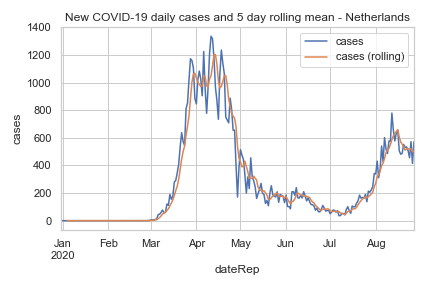 New COVID-19 daily cases and 5 day rolling mean - Netherlands
cases
cases (rolling)
cases
1400
1200
1000
800
600
400
200
0
Jan Feb Mar Apr May Jun Jul Aug
2020
dateRep